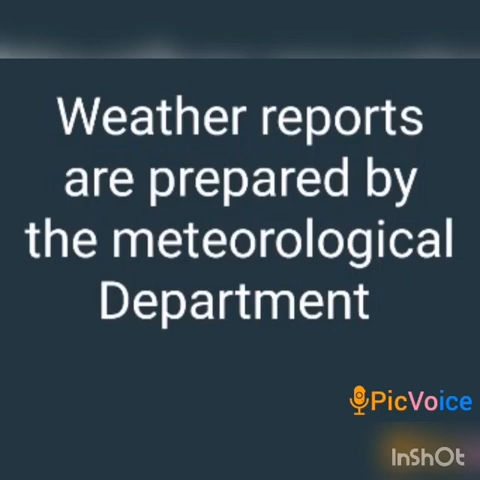 Weather reports
are prepared by
the meteorological
Department
PicVoice
InShOt